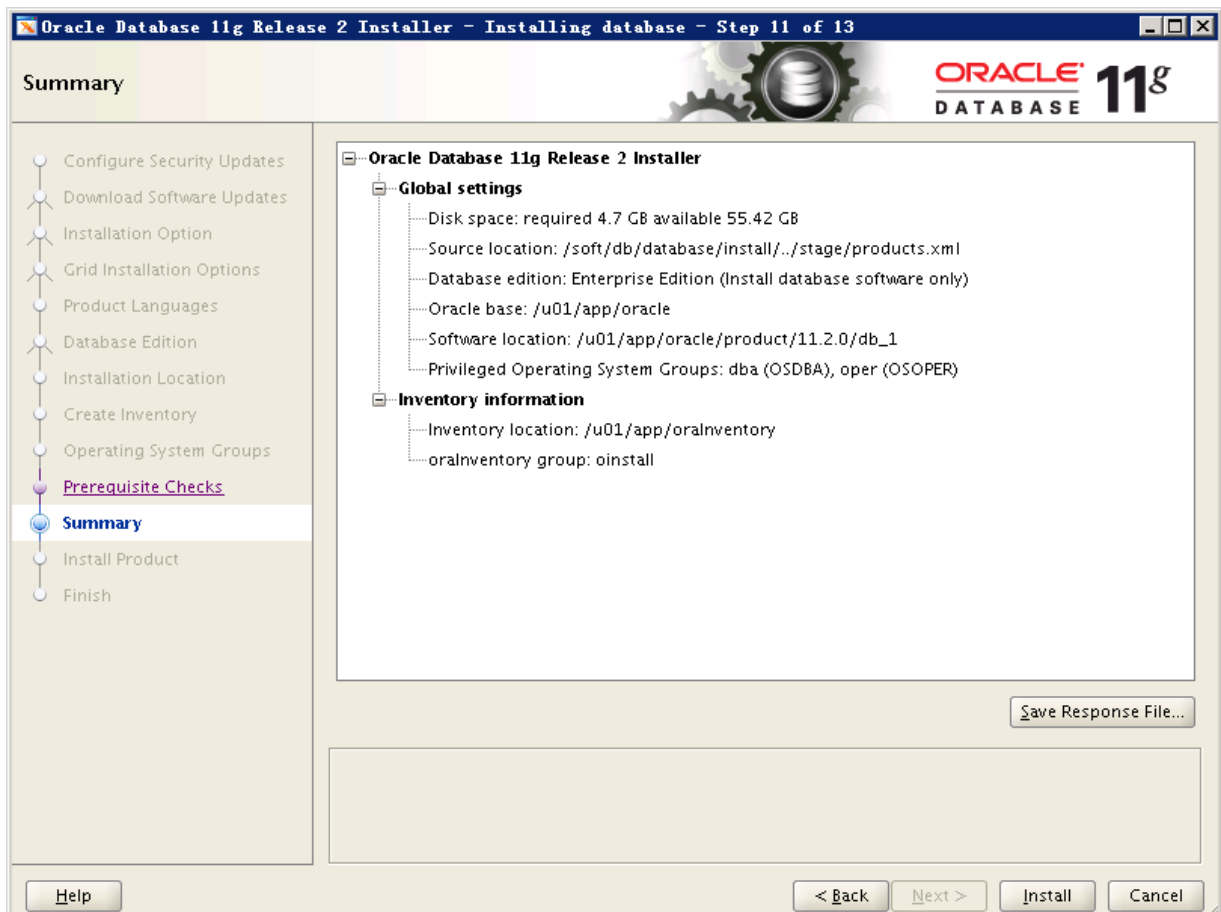 Oracle Database 11g Release 2 Installer - Installing database - Step 11 of 13
Summary
ORACLE
DATABASE
11g
Configure Security Updates
Download Software Updates
Installation Option
Grid Installation Options
Product Languages
Database Edition
Installation Location
Create Inventory
Operating System Groups
Prerequisite Checks
Summary
Install Product
Finish
Oracle Database 11g Release 2 Installer
Global settings
Disk space: required 4.7 GB available 55.42 GB
Source location: /soft/db/database/install/../stage/products.xml
Database edition: Enterprise Edition (Install database software only)
Oracle base: /u01/app/oracle
Software location: /u01/app/oracle/product/11.2.0/db_1
Privileged Operating System Groups: dba (OSDBA), oper (OSOPER)
Inventory information
Inventory location: /u01/app/oraInventory
oraInventory group: oinstall
Save Response File...
Help
< Back
Next >
Install
Cancel